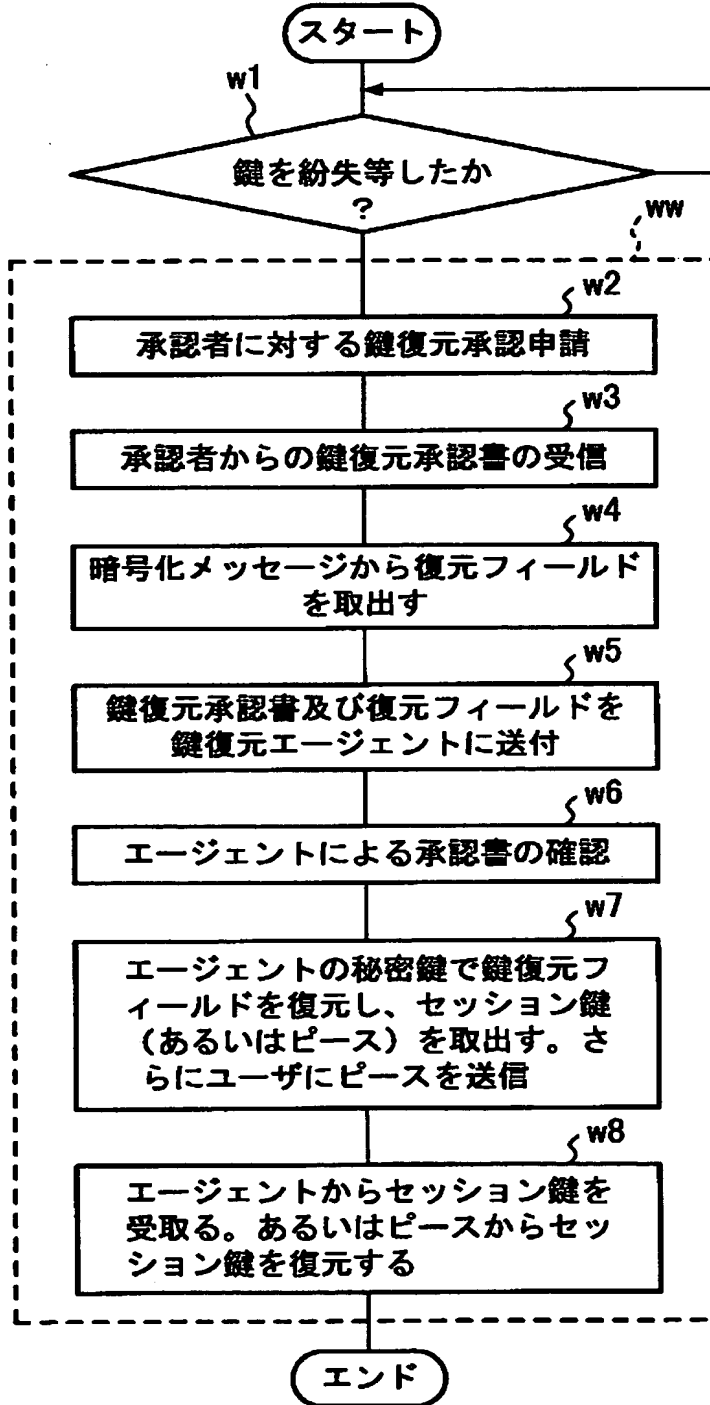 スタート
w1
鍵を紛失等したか
?
ww
w2
承認者に対する鍵復元承認申請
w3
承認者からの鍵復元承認書の受信
w4
暗号化メッセージから復元フィールド
を取出す
w5
鍵復元承認書及び復元フィールドを
鍵復元エージェントに送付
w6
エージェントによる承認書の確認
w7
エージェントの秘密鍵で鍵復元フ
ィールドを復元し、セッション鍵
(あるいはピース)を取出す。さ
らにユーザにピースを送信
w8
エージェントからセッション鍵を
受取る。あるいはピースからセッ
ション鍵を復元する
エンド